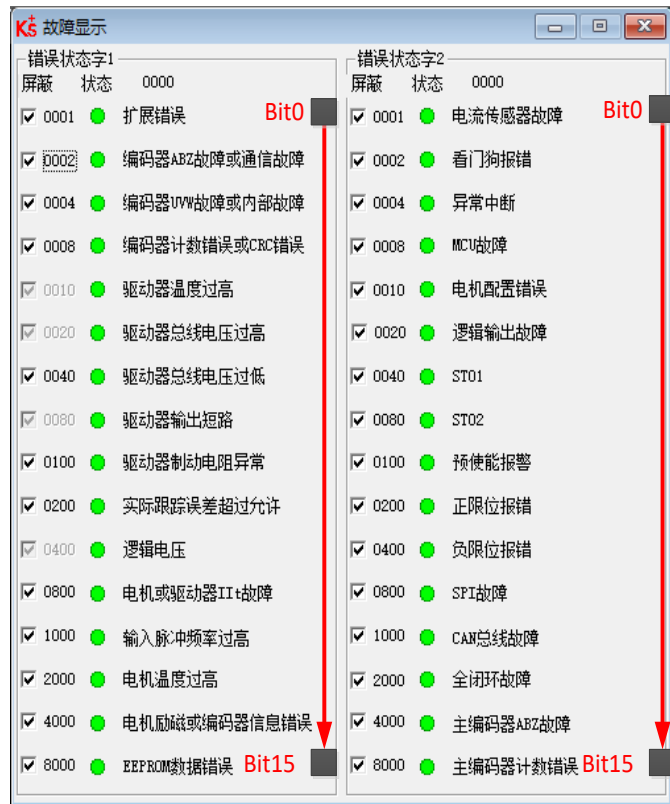 Kṡ 故障显示
错误状态字1
屏蔽 状态 0000
0001 扩展错误 Bit0
0002 编码器ABZ故障或通信故障
0004 编码器UVW故障或内部故障
0008 编码器计数错误或CRC错误
0010 驱动器温度过高
0020 驱动器总线电压过高
0040 驱动器总线电压过低
0080 驱动器输出短路
0100 驱动器制动电阻异常
0200 实际跟踪误差超过允许
0400 逻辑电压
0800 电机或驱动器IIt故障
1000 输入脉冲频率过高
2000 电机温度过高
4000 电机励磁或编码器信息错误
8000 EEPROM数据错误 Bit15
错误状态字2
屏蔽 状态 0000
0001 电流传感器故障 Bit0
0002 看门狗报错
0004 异常中断
0008 MCU故障
0010 电机配置错误
0020 逻辑输出故障
0040 STO1
0080 STO2
0100 预使能报警
0200 正限位报错
0400 负限位报错
0800 SPI故障
1000 CAN总线故障
2000 全闭环故障
4000 主编码器ABZ故障
8000 主编码器计数错误 Bit15